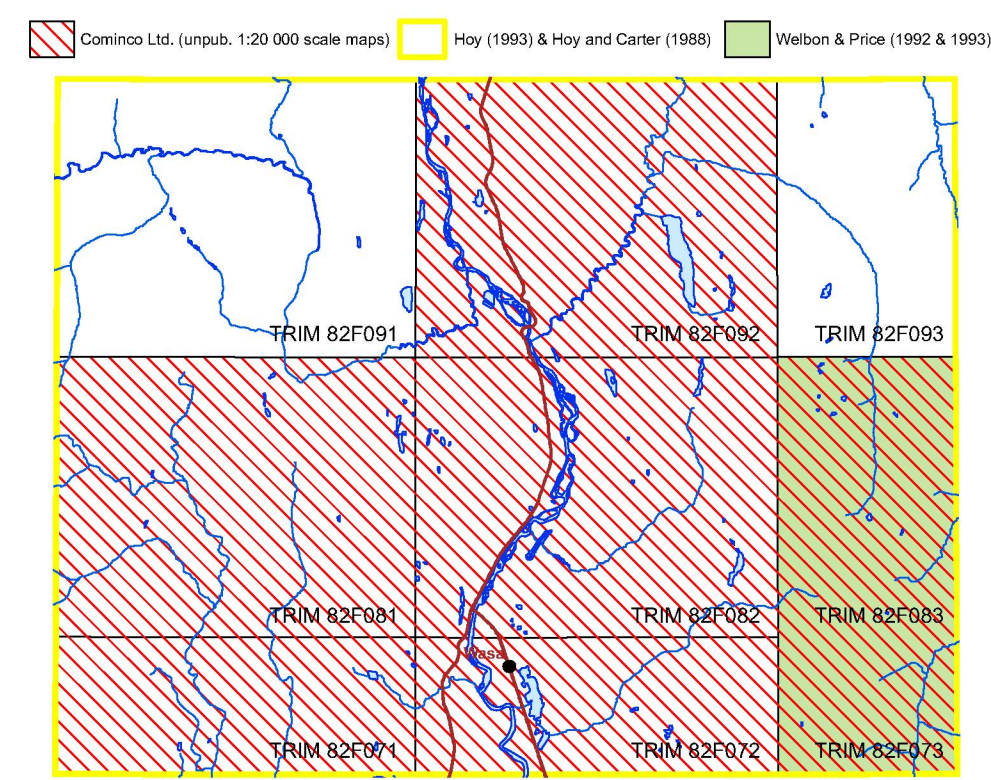 Cominco Ltd. (unpub. 1:20 000 scale maps)
Hoy (1993) & Hoy and Carter (1988)
Welbon & Price (1992 & 1993)
TRIM 82F091
TRIM 82F092
TRIM 82F093
TRIM 82F081
TRIM 82F082
TRIM 82F083
Wasa
TRIM 82F071
TRIM 82F072
TRIM 82F073